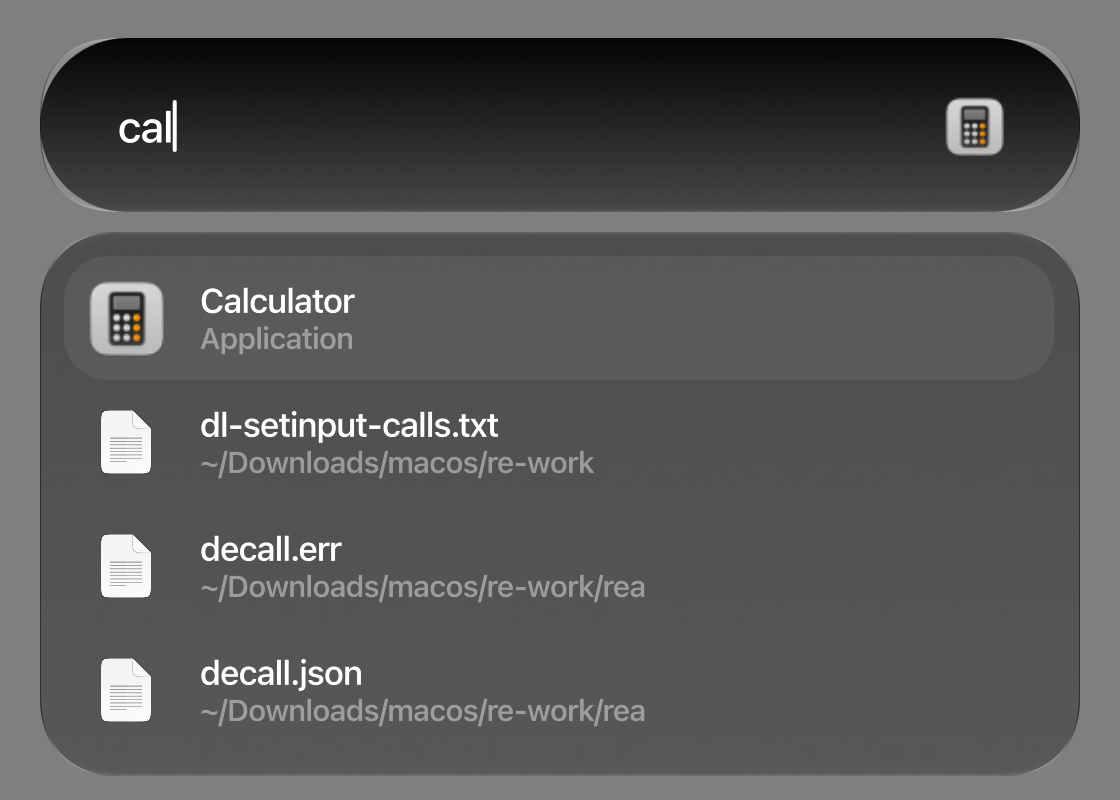 cal
Calculator
Application
dl-setinput-calls.txt
~/Downloads/macos/re-work
decall.err
~/Downloads/macos/re-work/rea
decall.json
~/Downloads/macos/re-work/rea